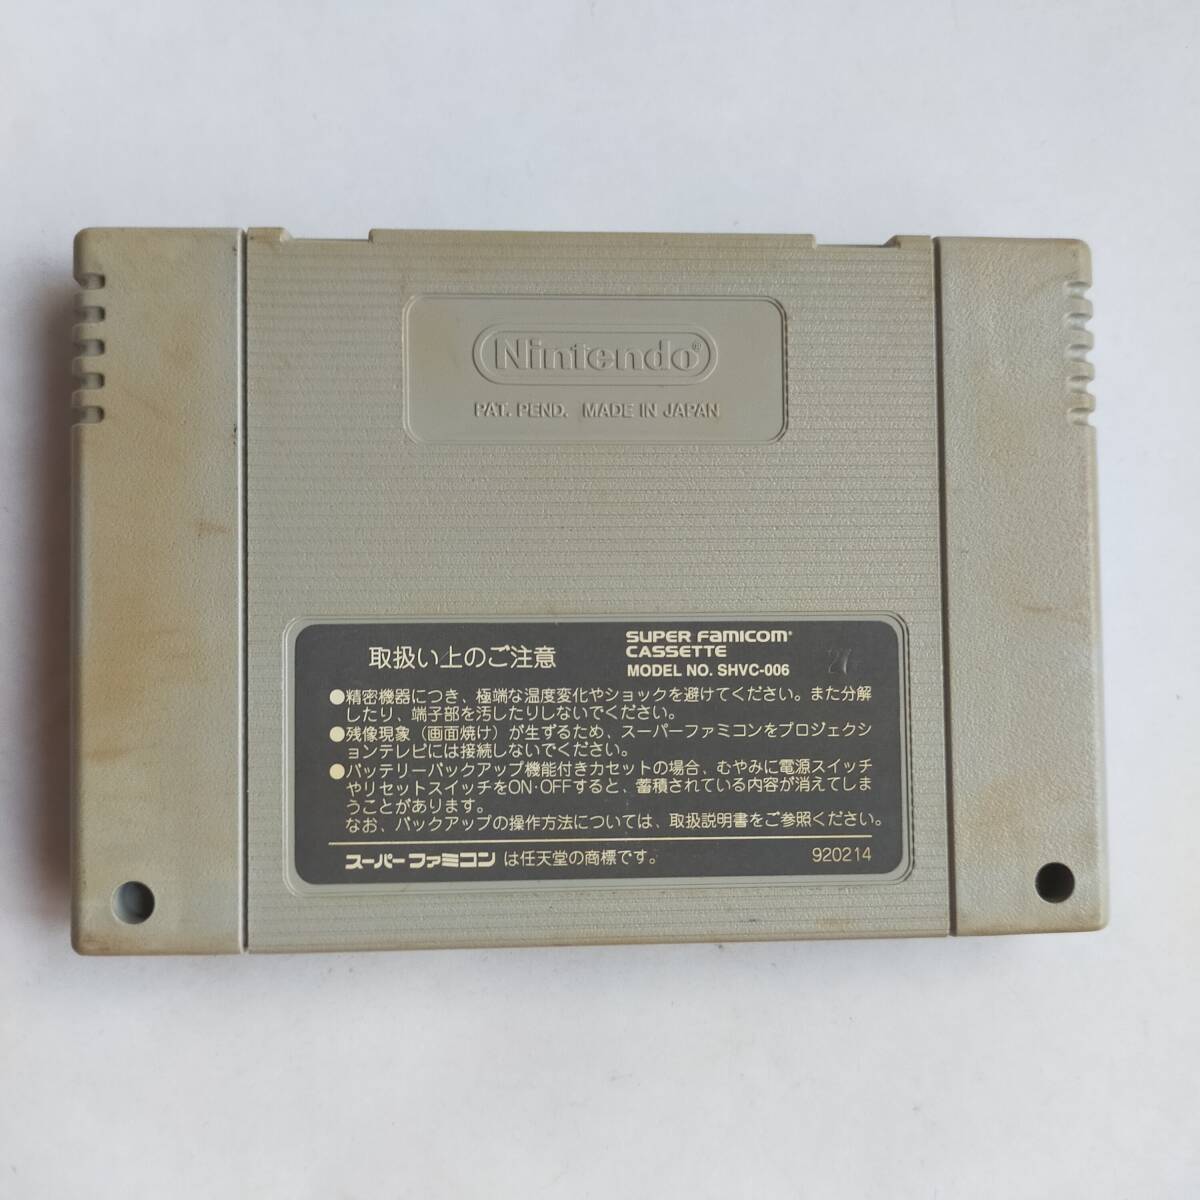 Nintendo®
PAT. PEND. MADE IN JAPAN
取扱い上のご注意
SUPER FAMICOM®
CASSETTE
MODEL NO. SHVC-006
●精密機器につき、極端な温度変化やショックを避けてください。また分解
したり、端子部を汚したりしないでください。
●残像現象（画面焼け）が生ずるため、スーパーファミコンをプロジェクシ
ョンテレビには接続しないでください。
●バッテリーバックアップ機能付きカセットの場合、むやみに電源スイッチ
やリセットスイッチをON・OFFすると、蓄積されている内容が消えてしま
うことがあります。
なお、バックアップの操作方法については、取扱説明書をご参照ください。
スーパーファミコン は任天堂の商標です。
920214